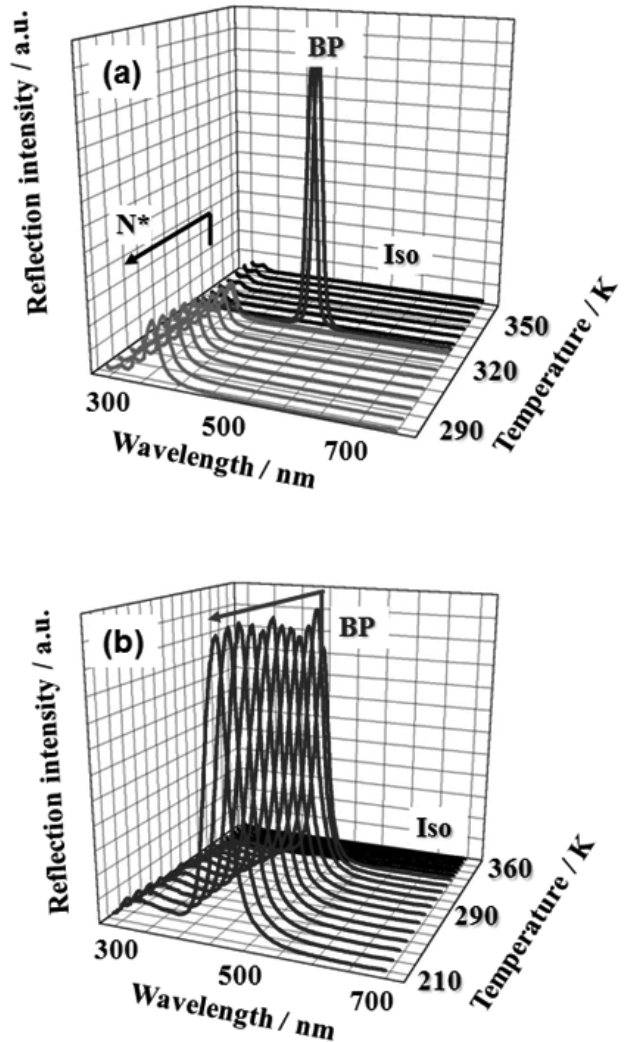 (a)
BP
N*
Iso
Reflection intensity / a.u.
300
500
700
Wavelength / nm
350
320
290
Temperature / K
(b)
BP
Iso
Reflection intensity / a.u.
300
500
700
Wavelength / nm
360
290
210
Temperature / K